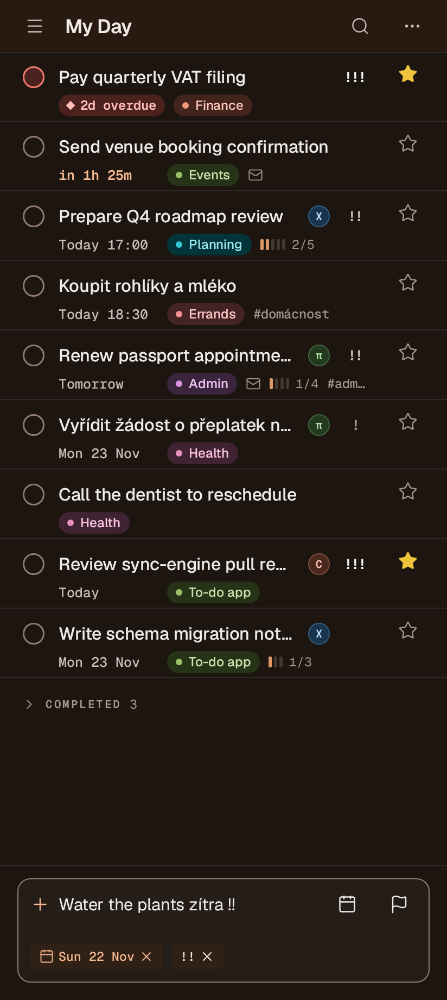 My Day
Pay quarterly VAT filing !!!
2d overdue Finance
Send venue booking confirmation
in 1h 25m Events
Prepare Q4 roadmap review X !!
Today 17:00 Planning 2/5
Koupit rohlíky a mléko
Today 18:30 Errands #domácnost
Renew passport appointme… π !!
Tomorrow Admin 1/4 #adm…
Vyřídit žádost o přeplatek n… π !
Mon 23 Nov Health
Call the dentist to reschedule
Health
Review sync-engine pull re… C !!!
Today To-do app
Write schema migration not… X
Mon 23 Nov To-do app 1/3
COMPLETED 3
Water the plants zítra !!
Sun 22 Nov !!